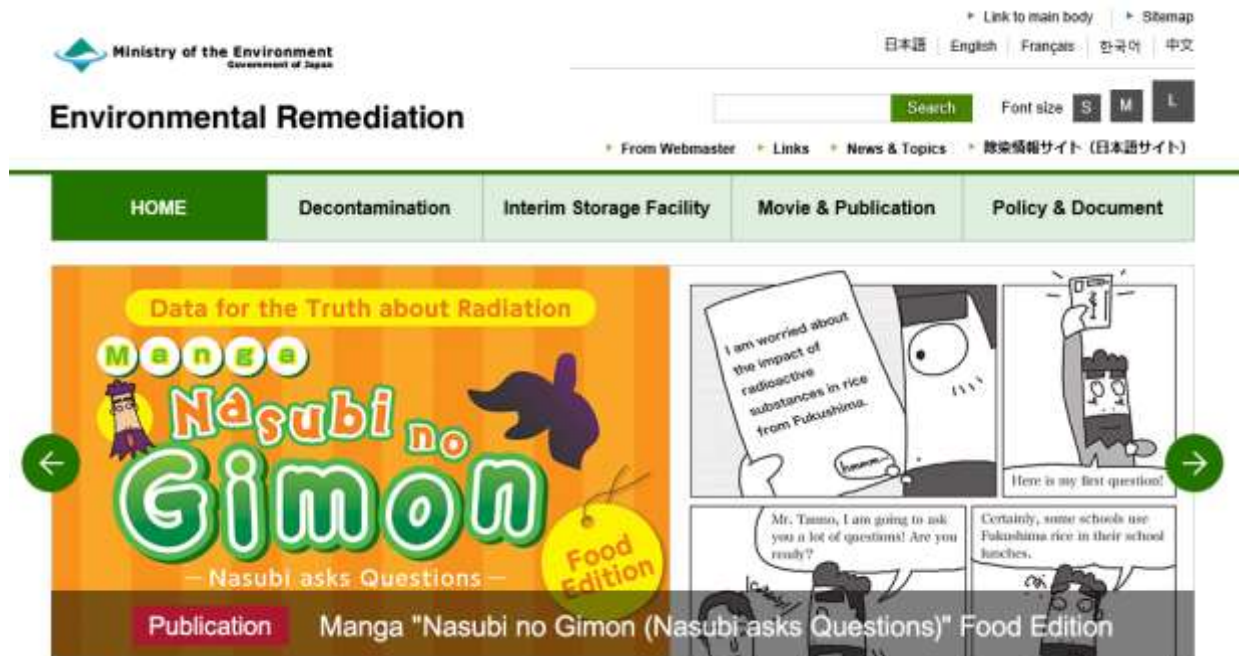 Link to main body Sitemap
Ministry of the Environment
Government of Japan
日本語 English Français 한국어 中文
Environmental Remediation
Search Font size S M L
From Webmaster Links News & Topics 除染情報サイト（日本語サイト）
HOME Decontamination Interim Storage Facility Movie & Publication Policy & Document
Data for the Truth about Radiation
Manga
Nasubi no
Gimon
Nasubi asks Questions
Food
Edition
I am worried about
the impact of
radioactive
substances in rice
from Fukushima.
hmmm~
Here is my first question!
Mr. Tanno, I am going to ask
you a lot of questions! Are you
ready?
Certainly, some schools use
Fukushima rice in their school
lunches.
Publication Manga "Nasubi no Gimon (Nasubi asks Questions)" Food Edition